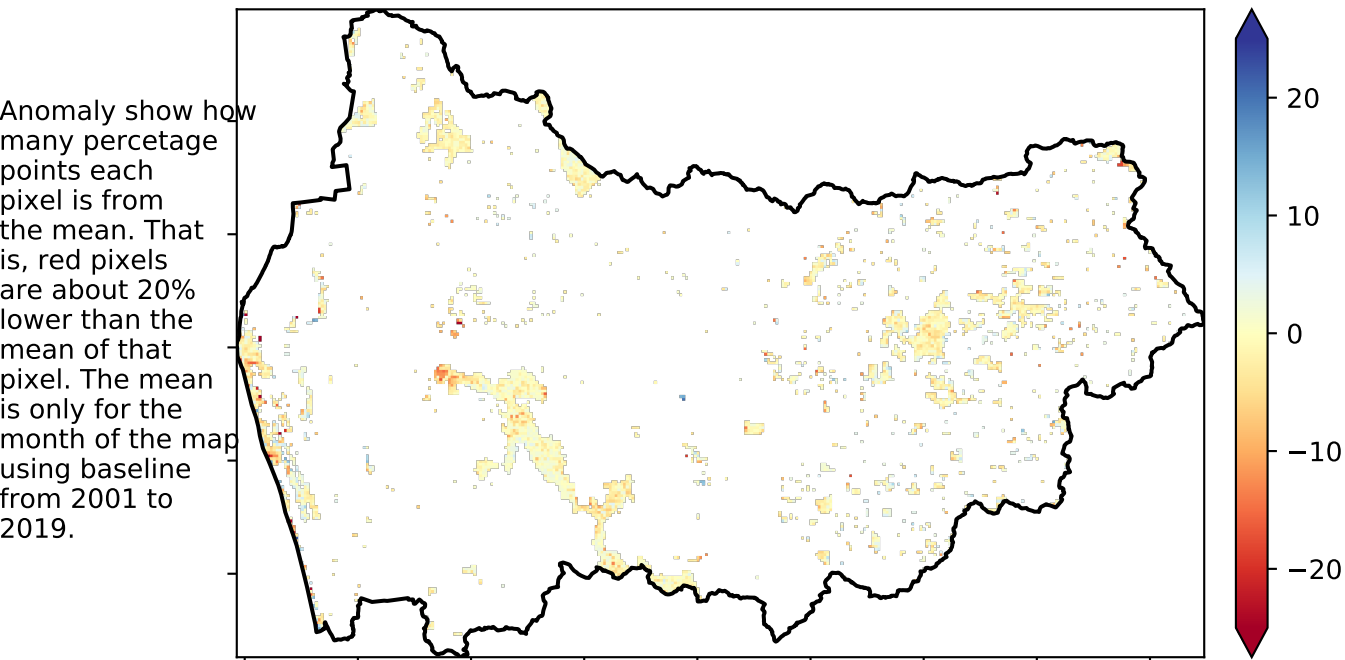 Anomaly show how
many percetage
points each
pixel is from
the mean. That
is, red pixels
are about 20%
lower than the
mean of that
pixel. The mean
is only for the
month of the map
using baseline
from 2001 to
2019.
20
10
0
−10
−20